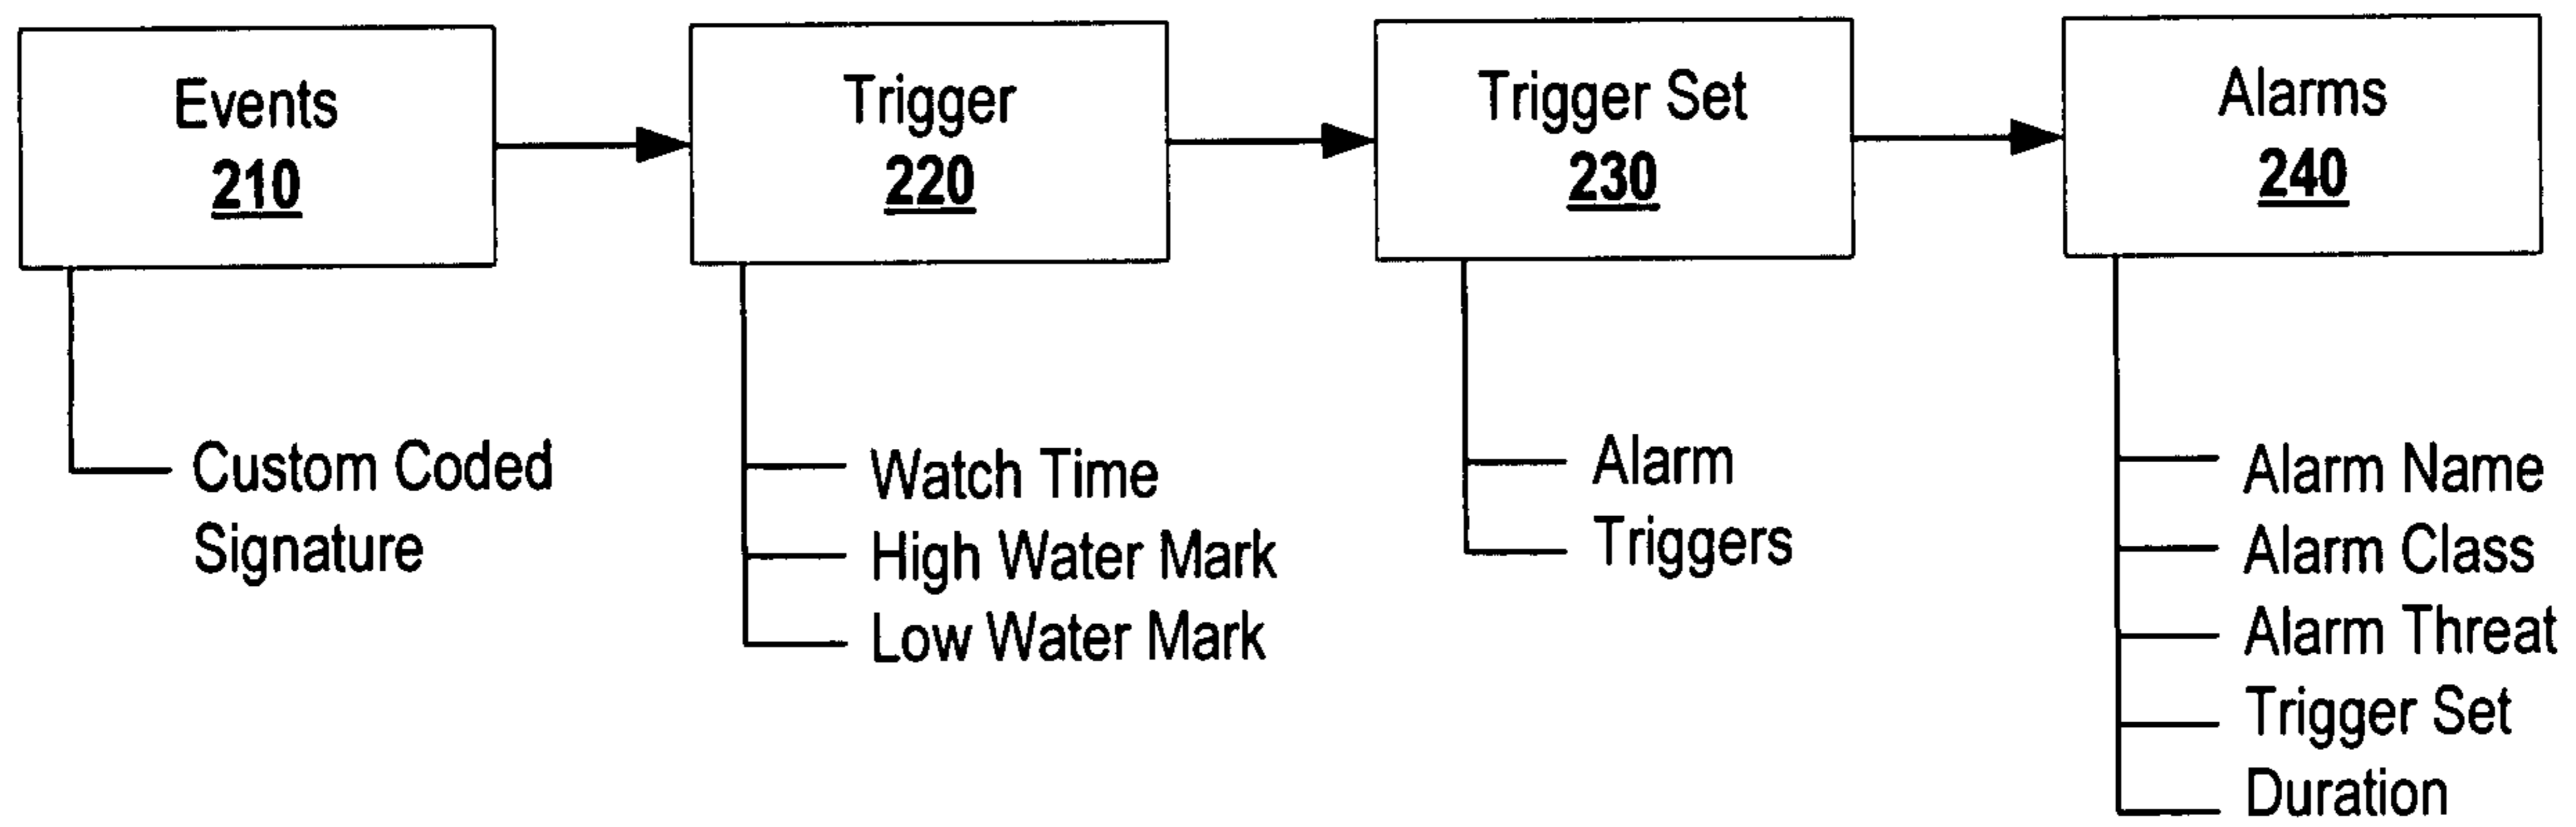 Events
210
Trigger
220
Trigger Set
230
Alarms
240
Custom Coded
Signature
Watch Time
High Water Mark
Low Water Mark
Alarm
Triggers
Alarm Name
Alarm Class
Alarm Threat
Trigger Set
Duration